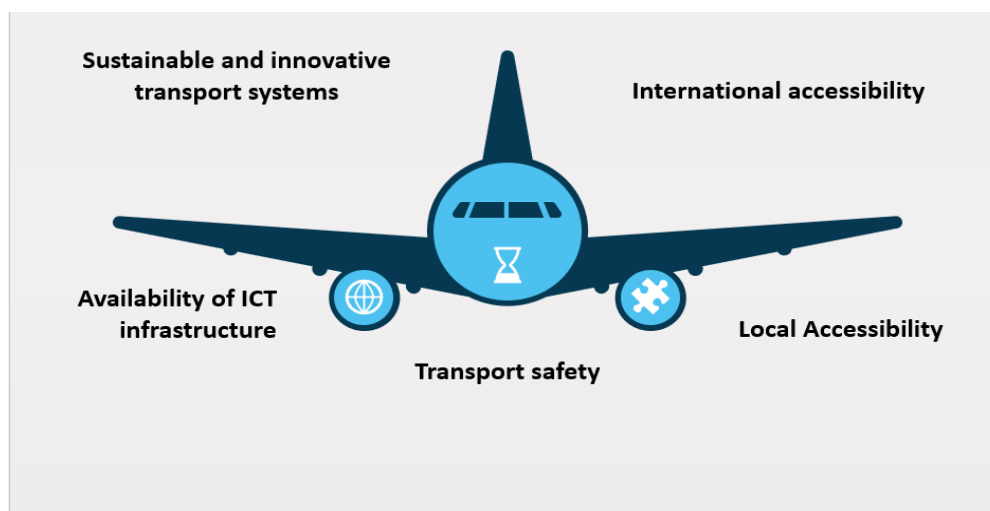 Sustainable and innovative
transport systems
International accessibility
Availability of ICT
infrastructure
Local Accessibility
Transport safety